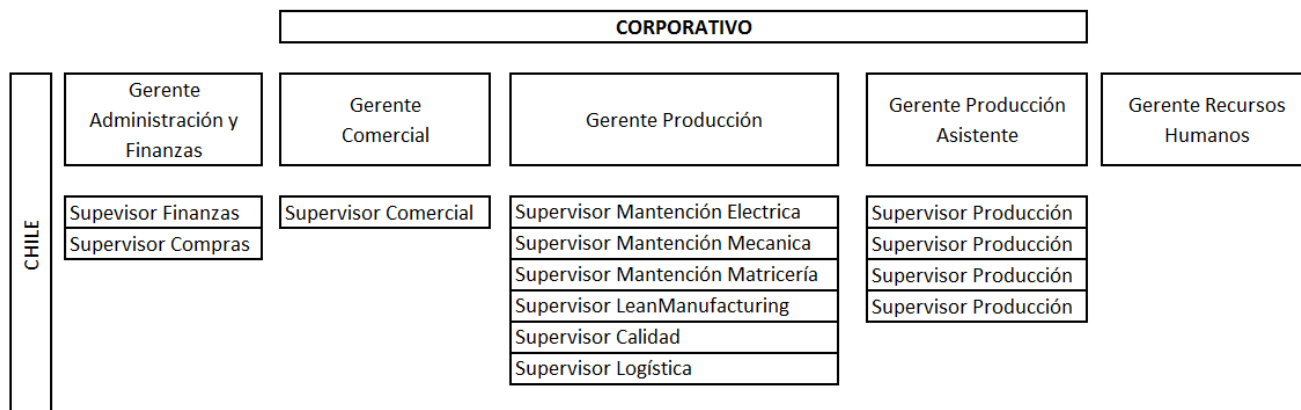 CORPORATIVO
CHILE
Gerente
Administración y
Finanzas
Gerente
Comercial
Gerente Producción
Gerente Producción
Asistente
Gerente Recursos
Humanos
Supevisor Finanzas
Supervisor Compras
Supervisor Comercial
Supervisor Mantención Electrica
Supervisor Mantención Mecanica
Supervisor Mantención Matricería
Supervisor LeanManufacturing
Supervisor Calidad
Supervisor Logística
Supervisor Producción
Supervisor Producción
Supervisor Producción
Supervisor Producción